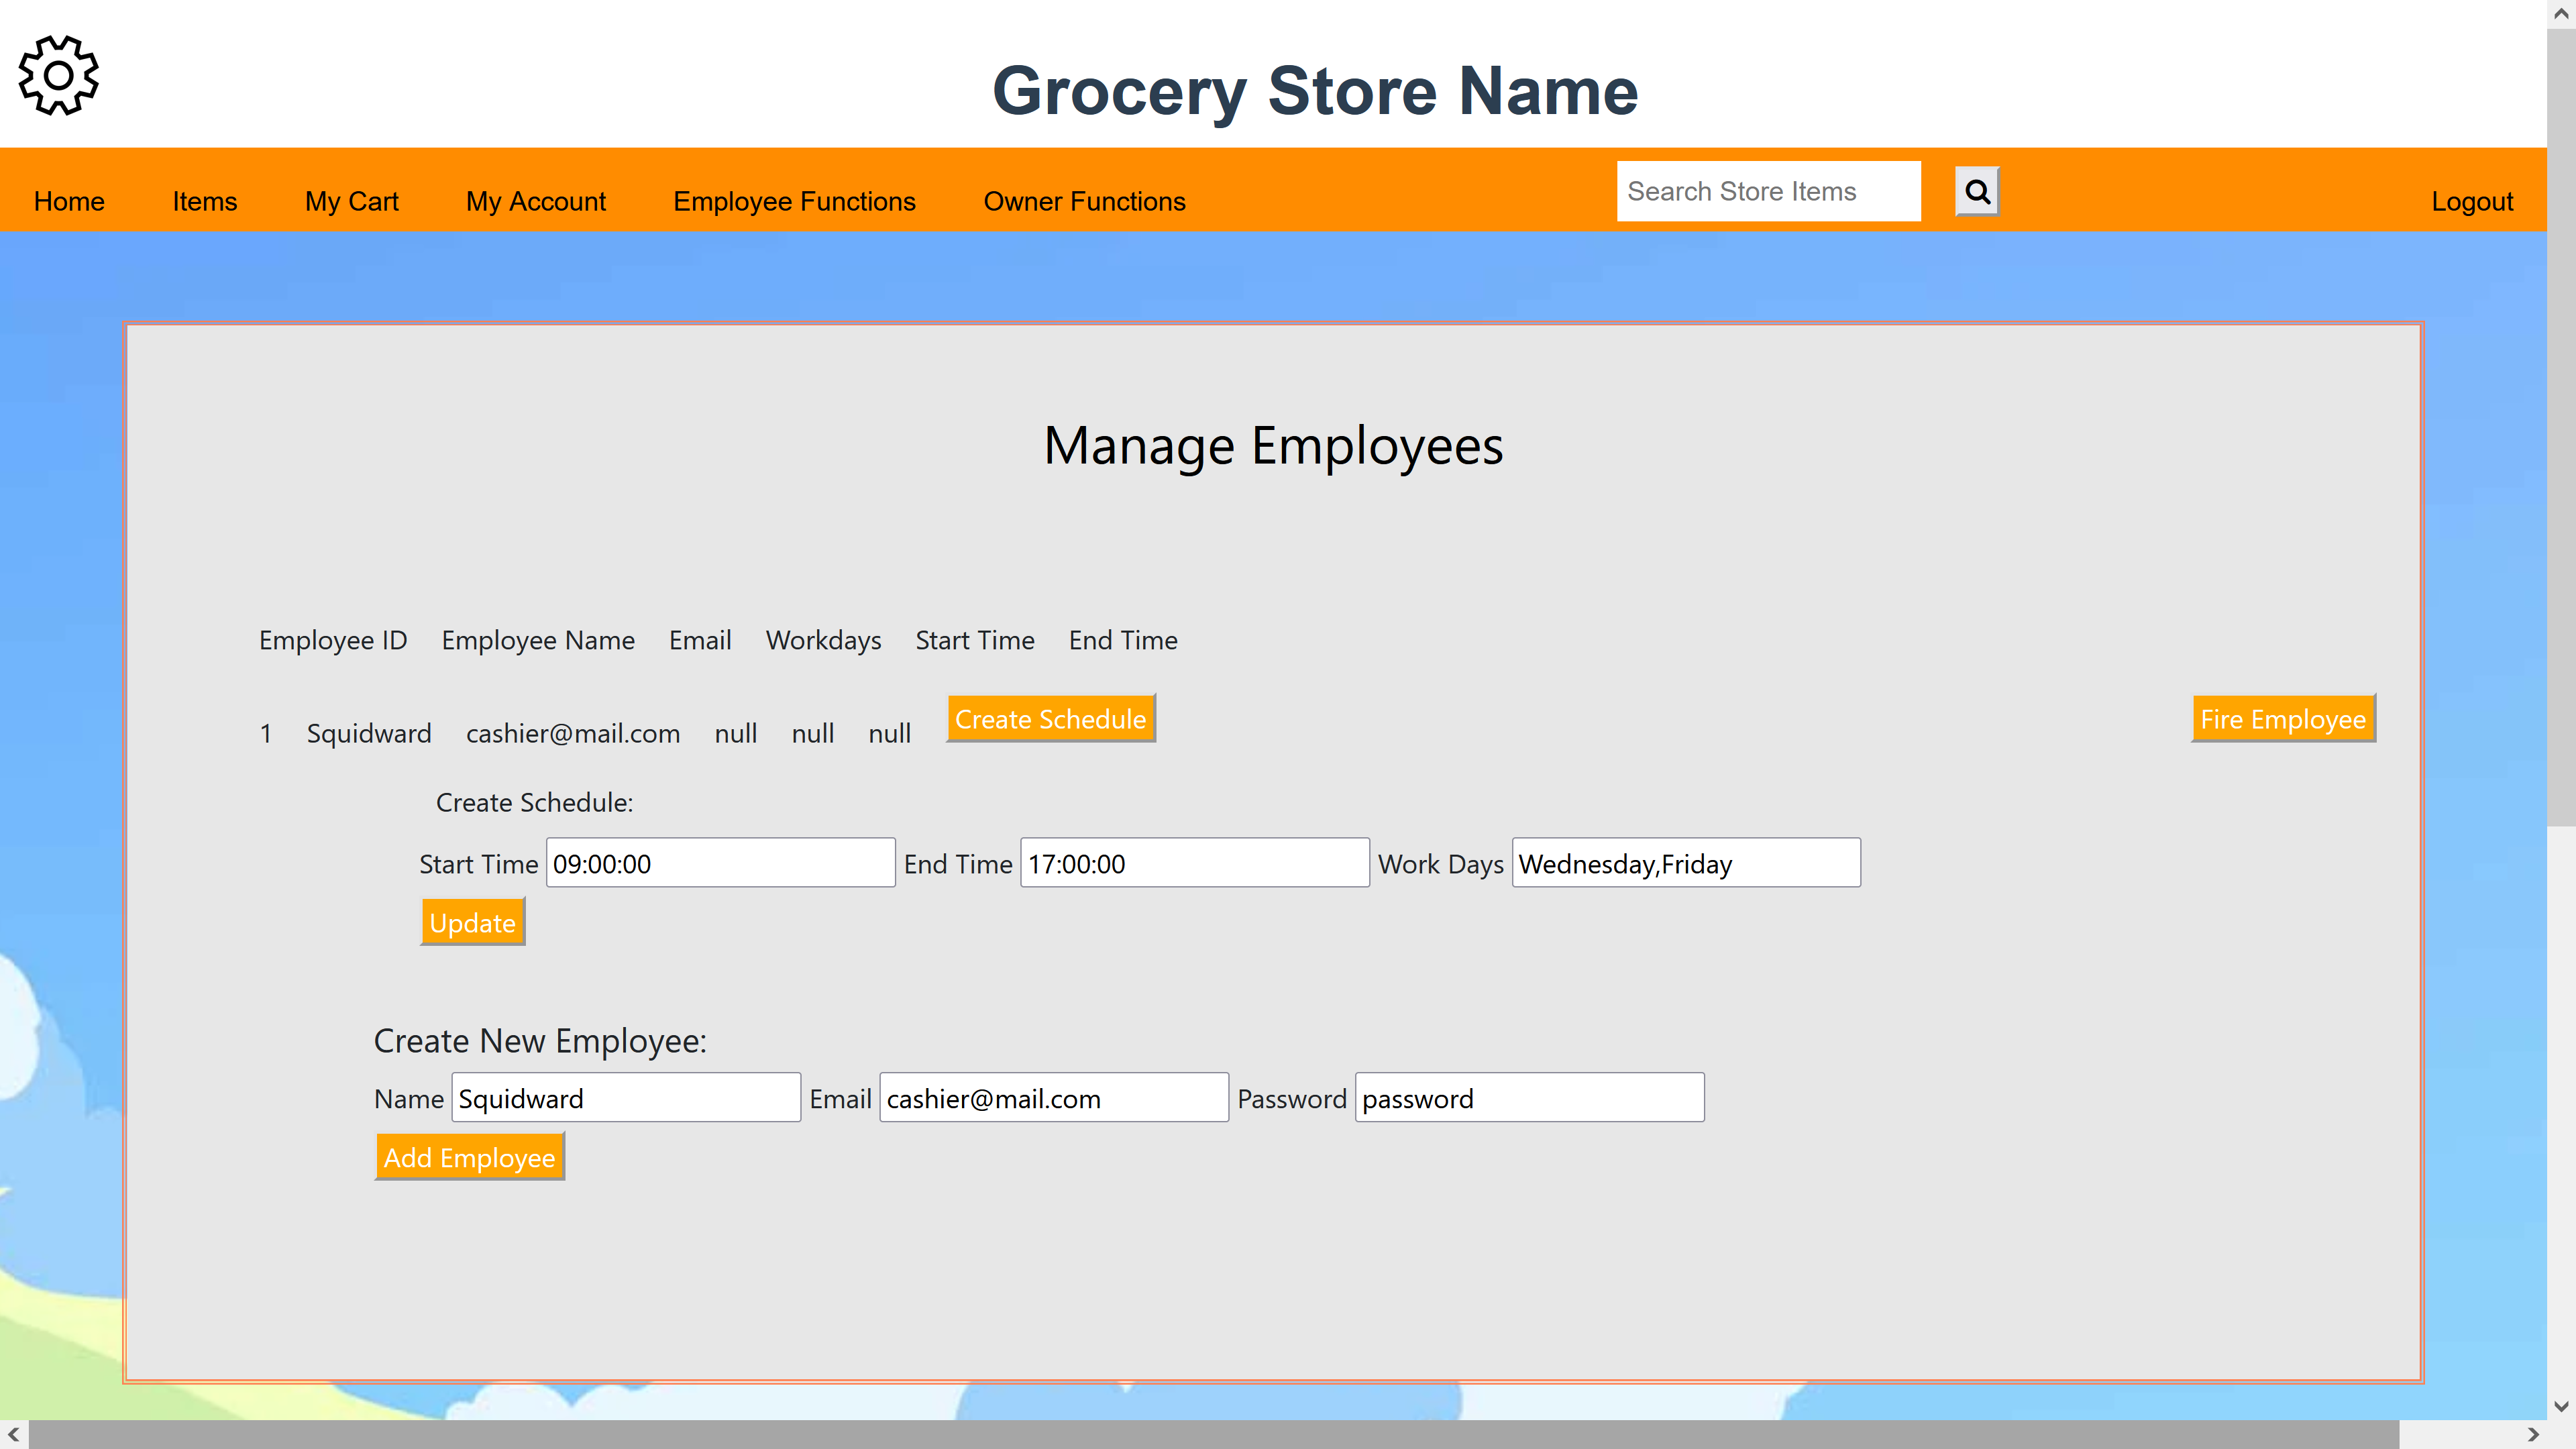 Grocery Store Name
Home Items My Cart My Account Employee Functions Owner Functions Search Store Items Logout
Manage Employees
Employee ID Employee Name Email Workdays Start Time End Time
1 Squidward cashier@mail.com null null null Create Schedule Fire Employee
Create Schedule:
Start Time 09:00:00 End Time 17:00:00 Work Days Wednesday,Friday
Update
Create New Employee:
Name Squidward Email cashier@mail.com Password password
Add Employee